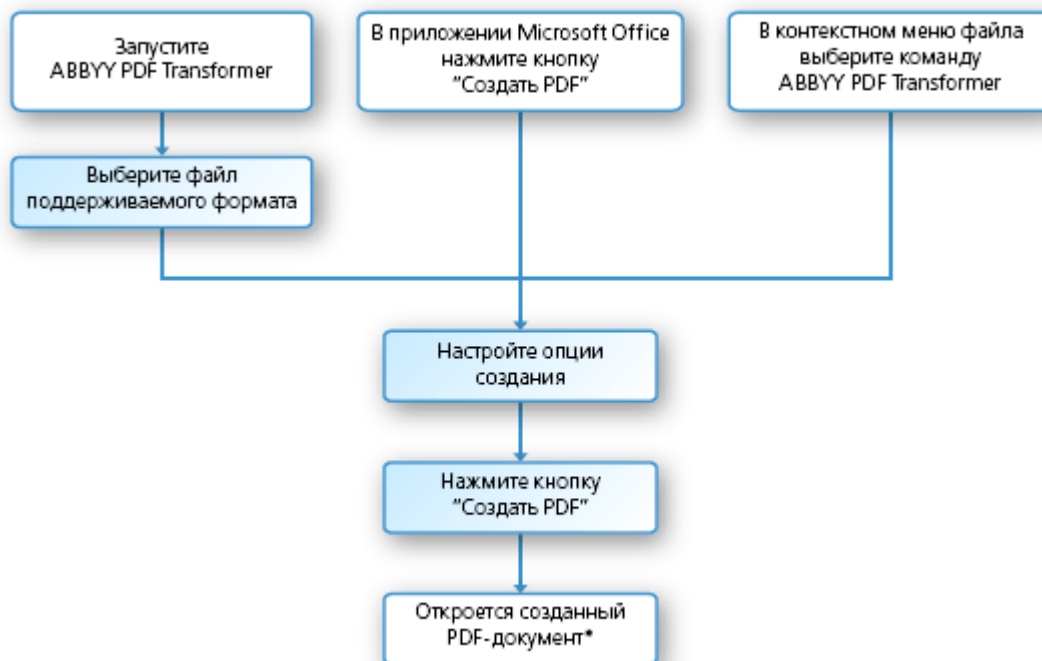 Запустите
ABBYY PDF Transformer
В приложении Microsoft Office
нажмите кнопку
“Создать PDF”
В контекстном меню файла
выберите команду
ABBYY PDF Transformer
Выберите файл
поддерживаемого формата
Настройте опции
создания
Нажмите кнопку
“Создать PDF”
Откроется созданный
PDF-документ*